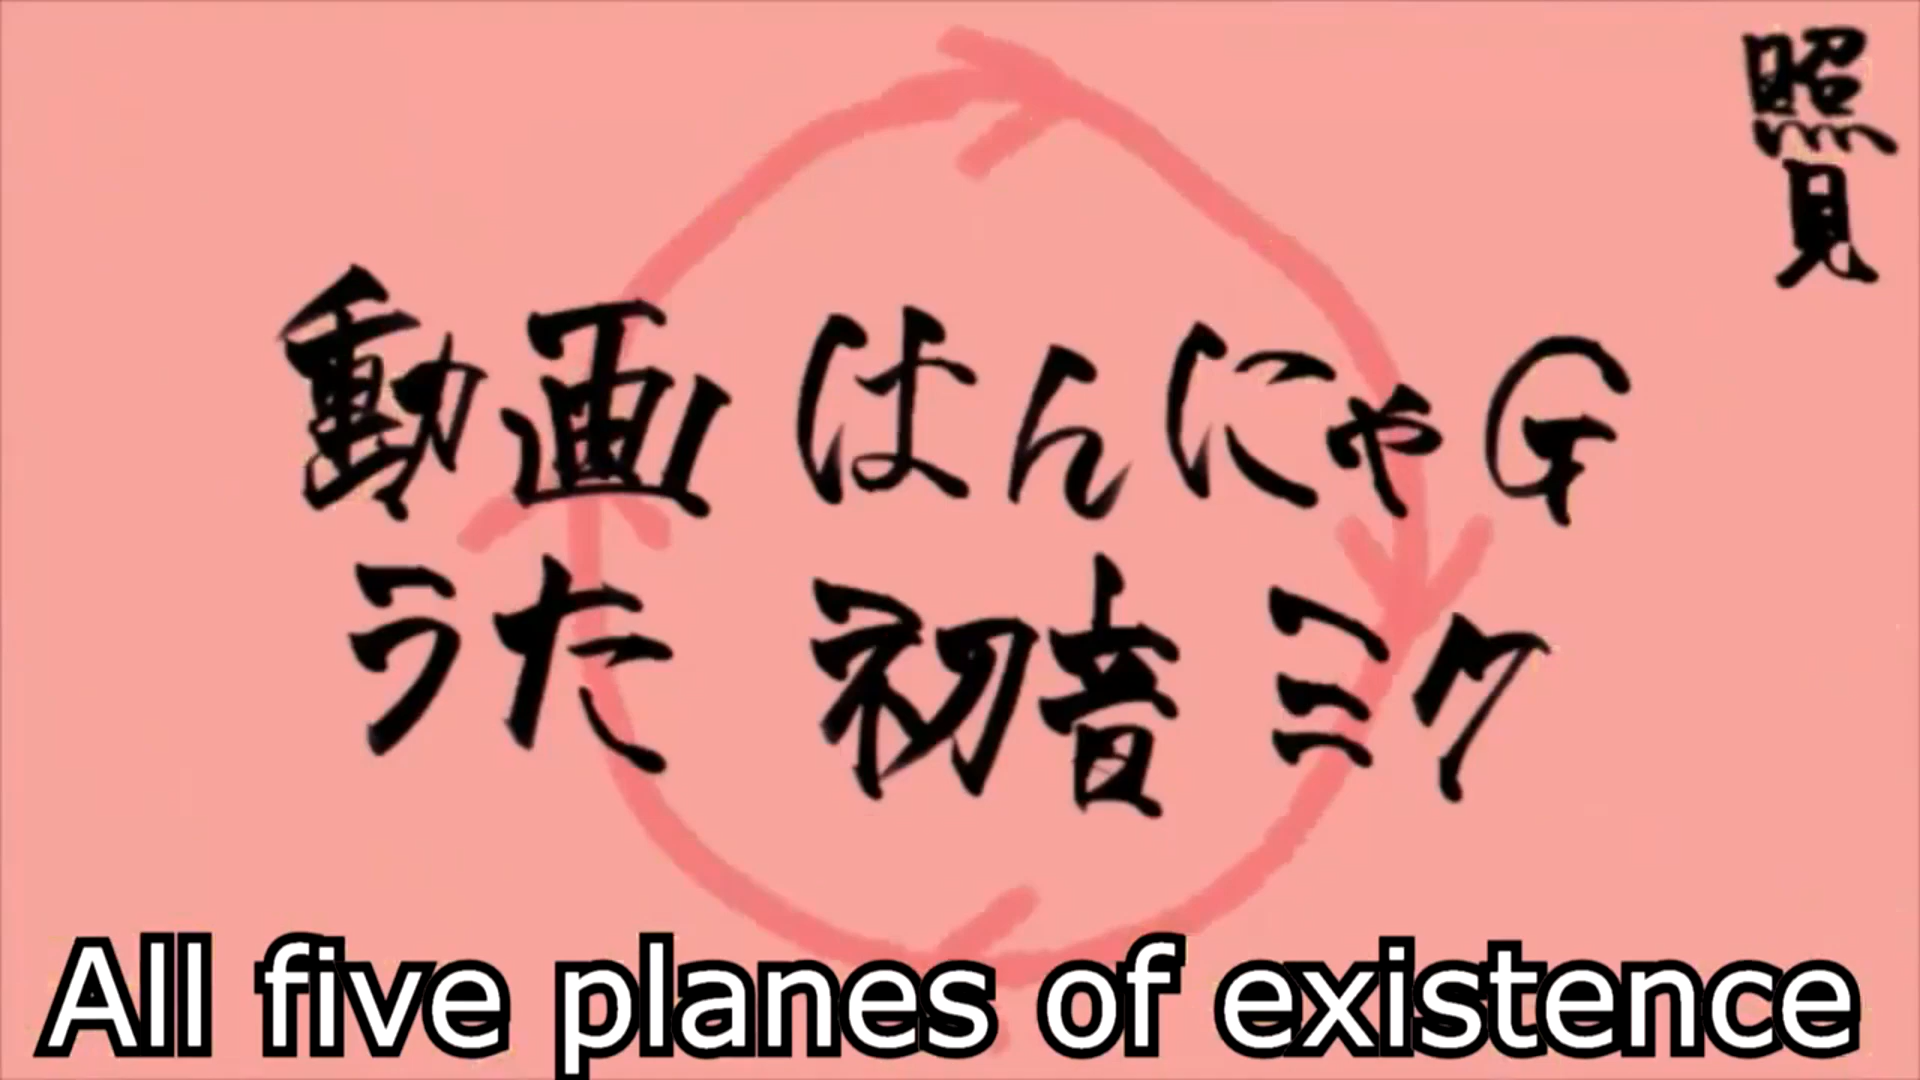 照見
動画 はんにゃG
うた 初音ミク
All five planes of existence